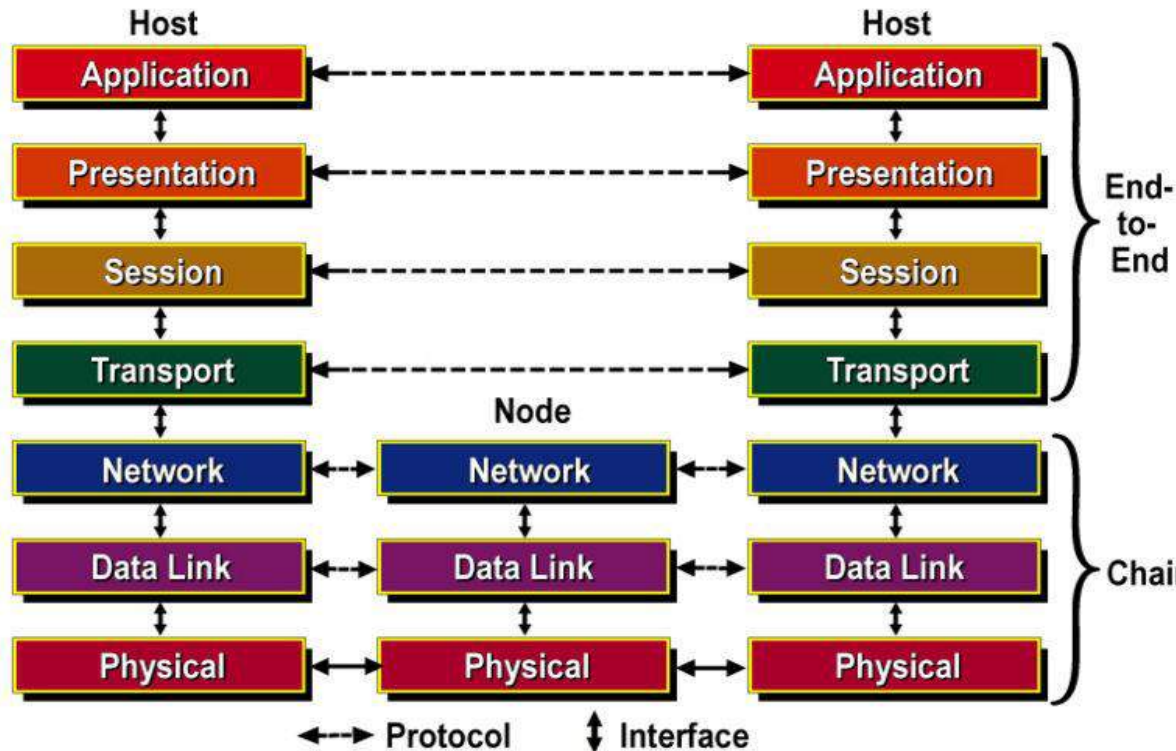 Host Host
Application Application
Presentation Presentation
End-
to-
End
Session Session
Transport Transport
Node
Network Network Network
Data Link Data Link Data Link
Chai
Physical Physical Physical
Protocol Interface